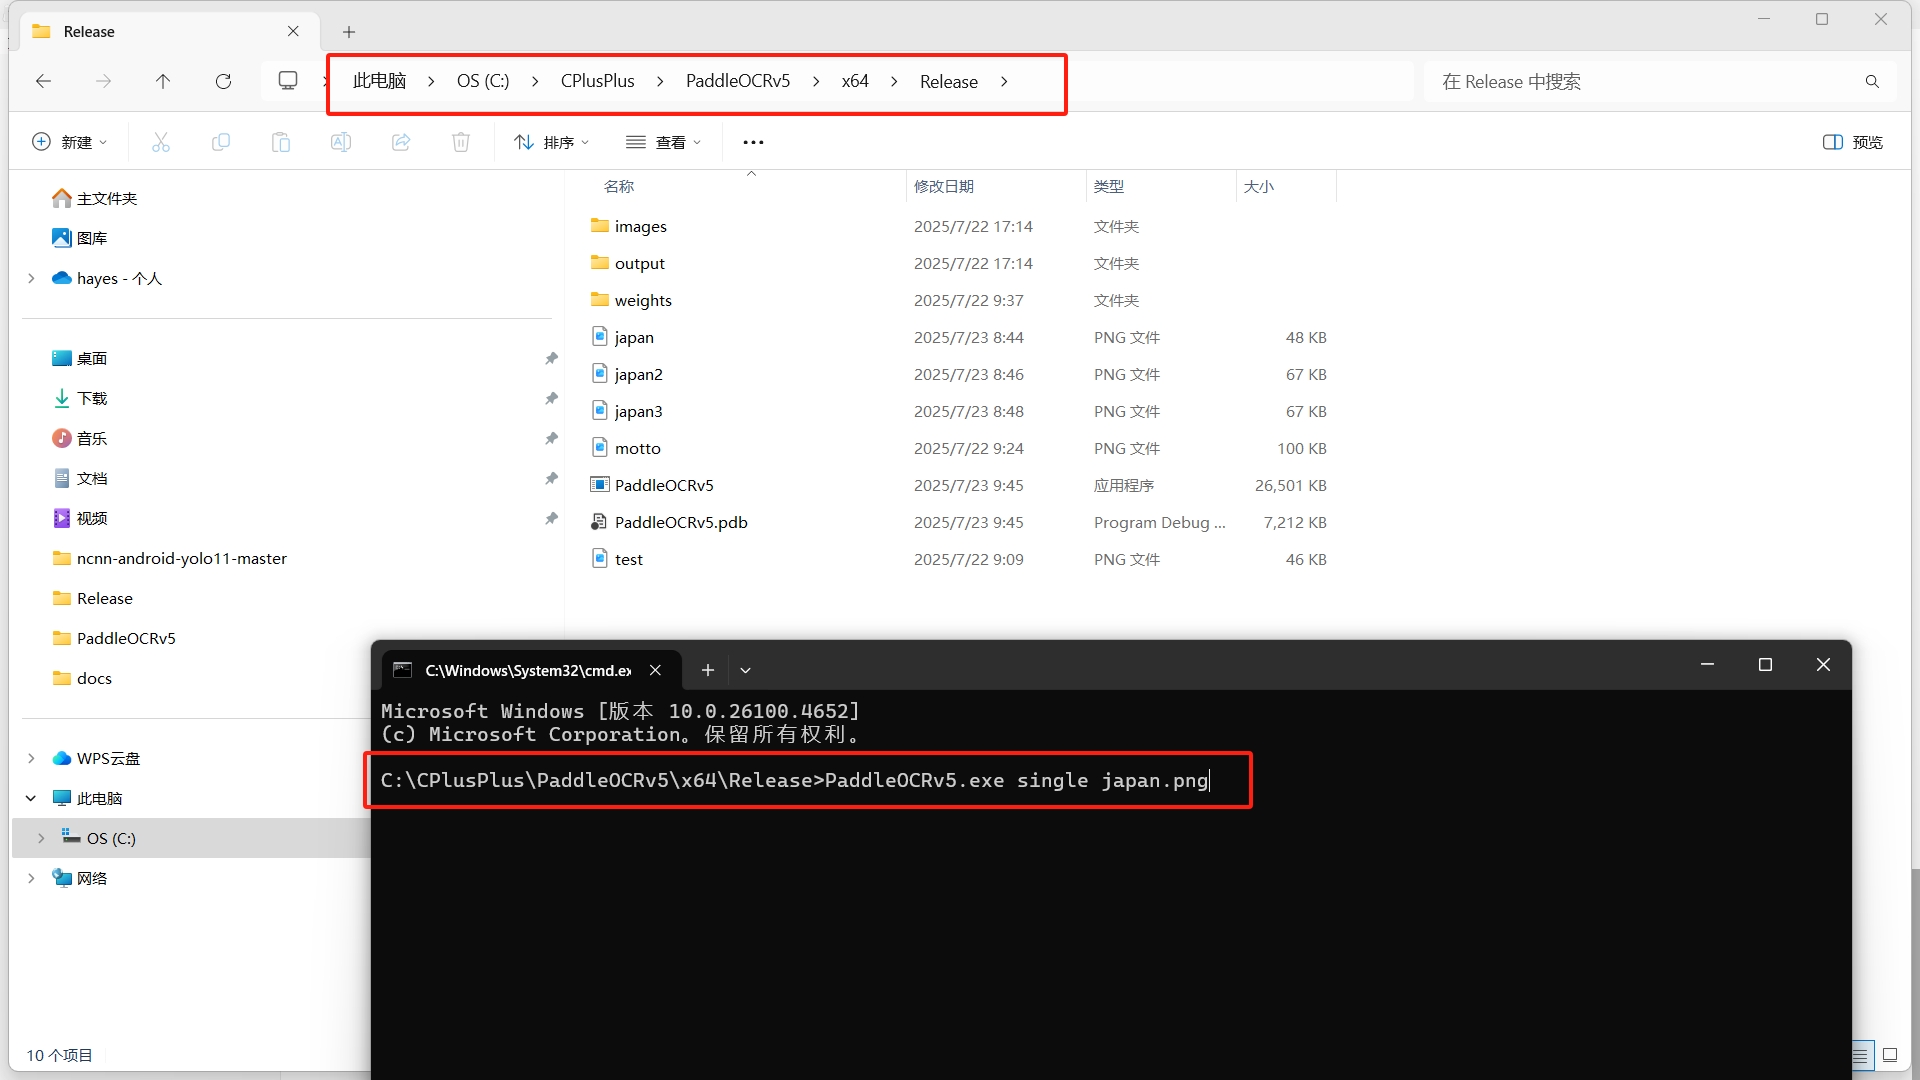 Release
此电脑 > OS (C:) > CPlusPlus > PaddleOCRv5 > x64 > Release >
在 Release 中搜索
新建
排序
查看
预览
名称 修改日期 类型 大小
images 2025/7/22 17:14 文件夹
output 2025/7/22 17:14 文件夹
weights 2025/7/22 9:37 文件夹
japan 2025/7/23 8:44 PNG 文件 48 KB
japan2 2025/7/23 8:46 PNG 文件 67 KB
japan3 2025/7/23 8:48 PNG 文件 67 KB
motto 2025/7/22 9:24 PNG 文件 100 KB
PaddleOCRv5 2025/7/23 9:45 应用程序 26,501 KB
PaddleOCRv5.pdb 2025/7/23 9:45 Program Debug ... 7,212 KB
test 2025/7/22 9:09 PNG 文件 46 KB
主文件夹
图库
hayes - 个人
桌面
下载
音乐
文档
视频
ncnn-android-yolo11-master
Release
PaddleOCRv5
docs
WPS云盘
此电脑
OS (C:)
网络
10 个项目
C:\Windows\System32\cmd.ex
Microsoft Windows [版本 10.0.26100.4652]
(c) Microsoft Corporation。保留所有权利。
C:\CPlusPlus\PaddleOCRv5\x64\Release>PaddleOCRv5.exe single japan.png